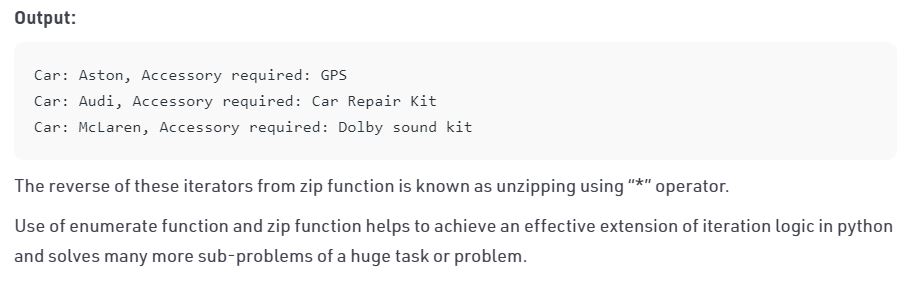 Output:
Car: Aston, Accessory required: GPS
Car: Audi, Accessory required: Car Repair Kit
Car: McLaren, Accessory required: Dolby sound kit
The reverse of these iterators from zip function is known as unzipping using “*” operator.
Use of enumerate function and zip function helps to achieve an effective extension of iteration logic in python
and solves many more sub-problems of a huge task or problem.